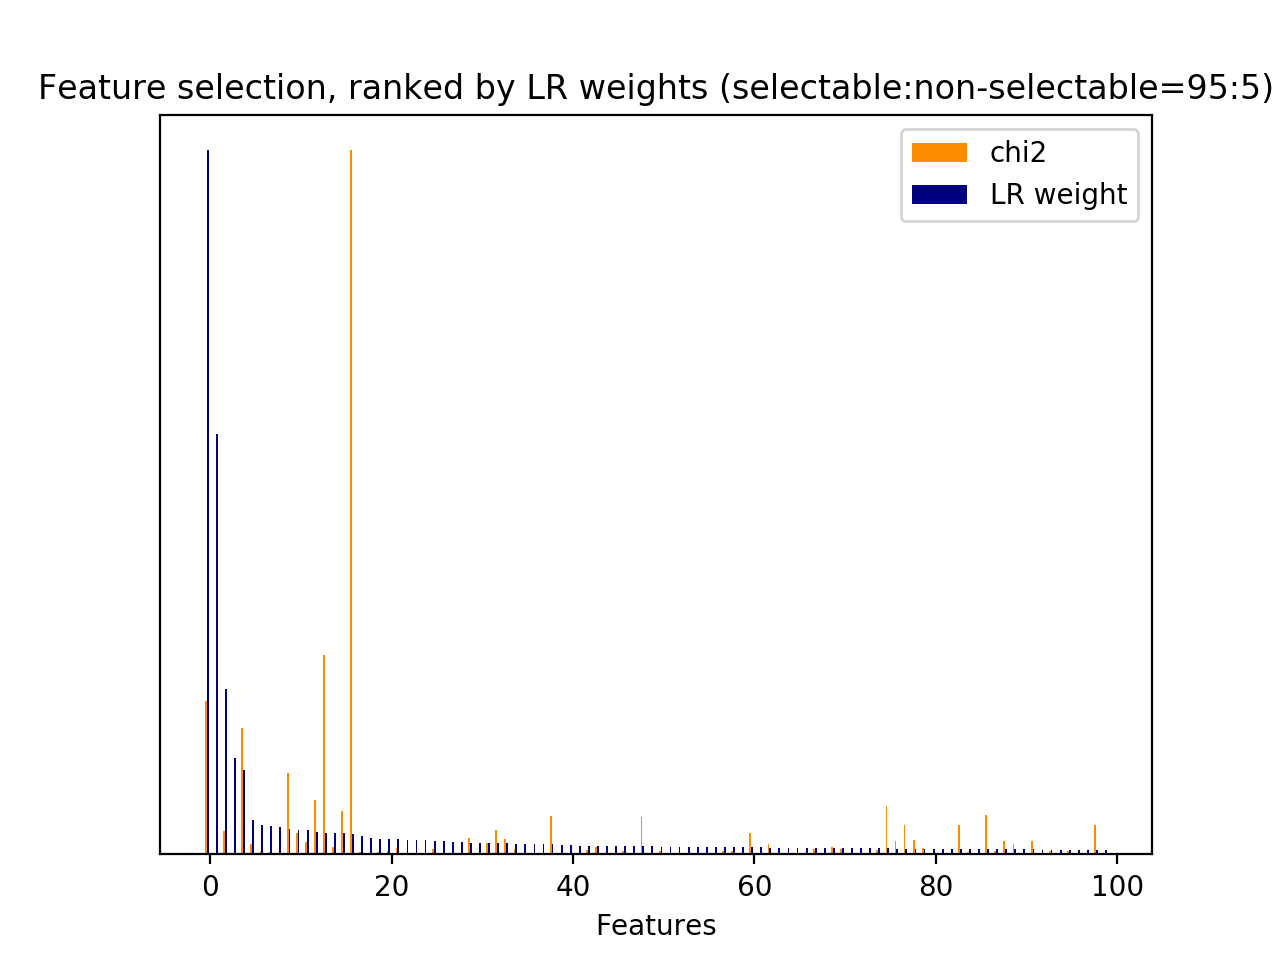 Feature selection, ranked by LR weights (selectable:non-selectable=95:5)
chi2
LR weight
0 20 40 60 80 100
Features